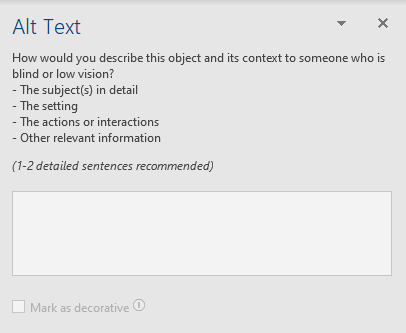 Alt Text
How would you describe this object and its context to someone who is
blind or low vision?
- The subject(s) in detail
- The setting
- The actions or interactions
- Other relevant information
(1-2 detailed sentences recommended)
Mark as decorative